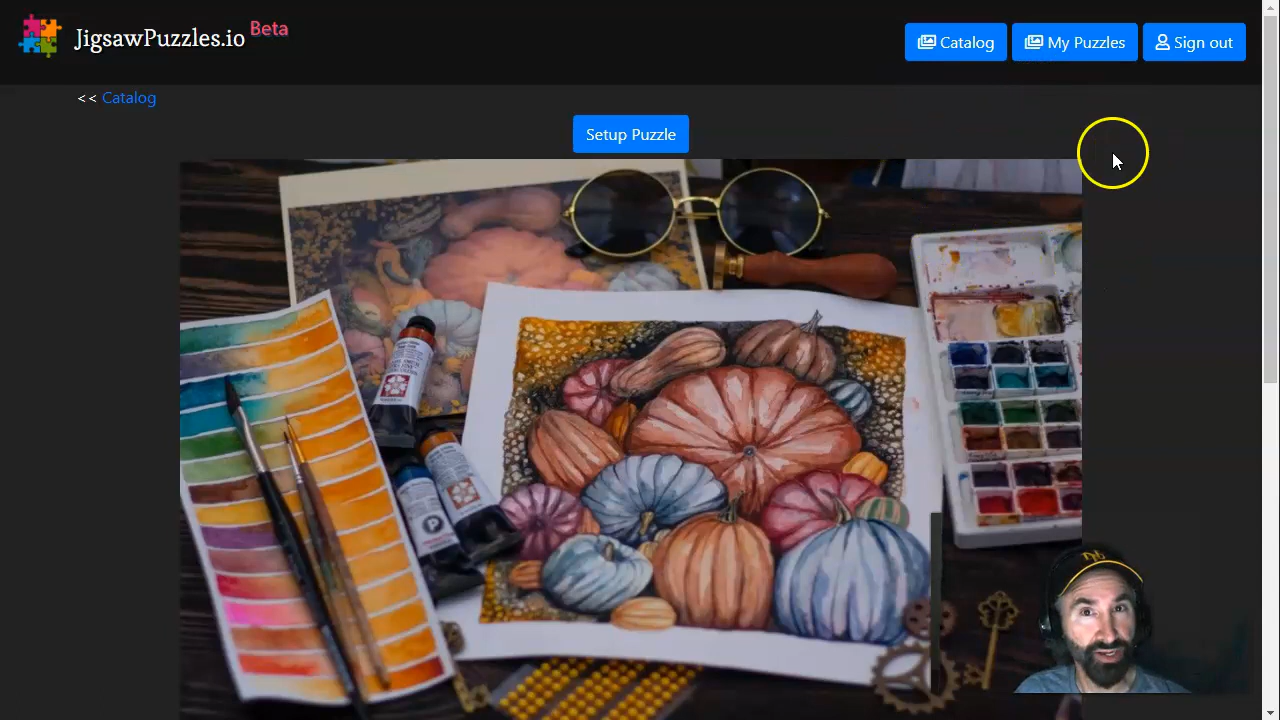 JigsawPuzzles.io Beta
Catalog
My Puzzles
Sign out
<< Catalog
Setup Puzzle